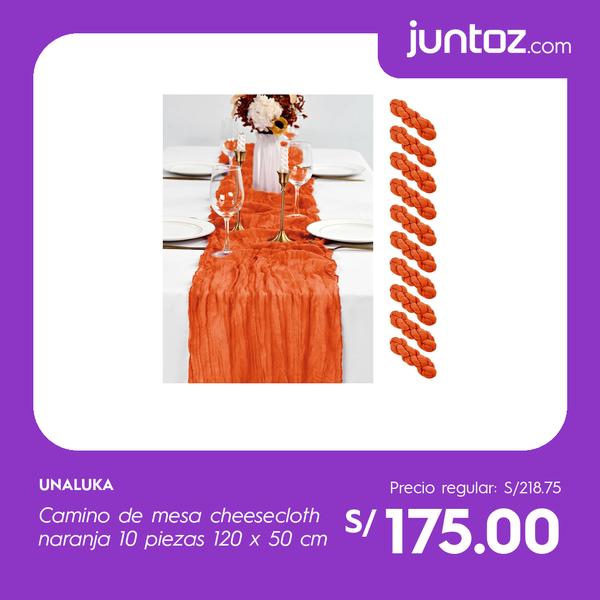 juntoz.com
UNALUKA
Camino de mesa cheesecloth
naranja 10 piezas 120 x 50 cm
Precio regular: S/218.75
S/175.00